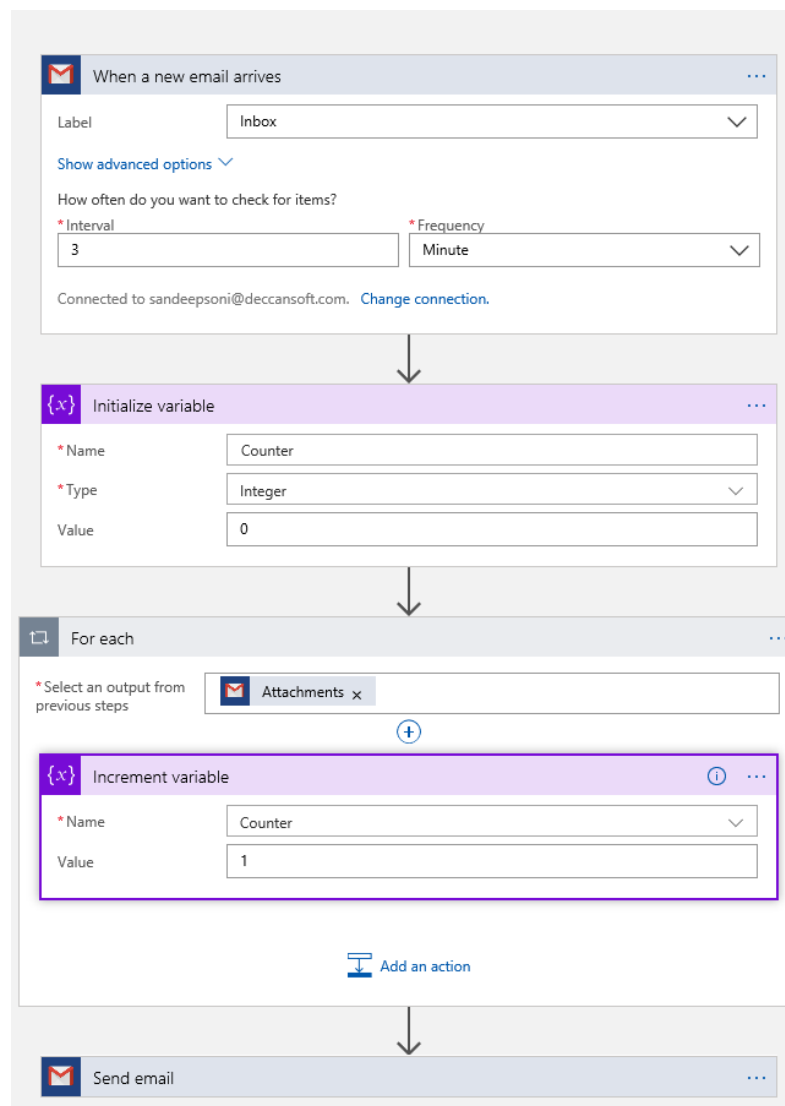 When a new email arrives
...
Label
Inbox
Show advanced options
How often do you want to check for items?
*Interval
*Frequency
3
Minute
Connected to sandeepsoni@deccansoft.com. Change connection.
{x} Initialize variable
...
*Name
Counter
*Type
Integer
Value
0
For each
...
*Select an output from
previous steps
Attachments x
{x} Increment variable
...
*Name
Counter
Value
1
Add an action
Send email
...